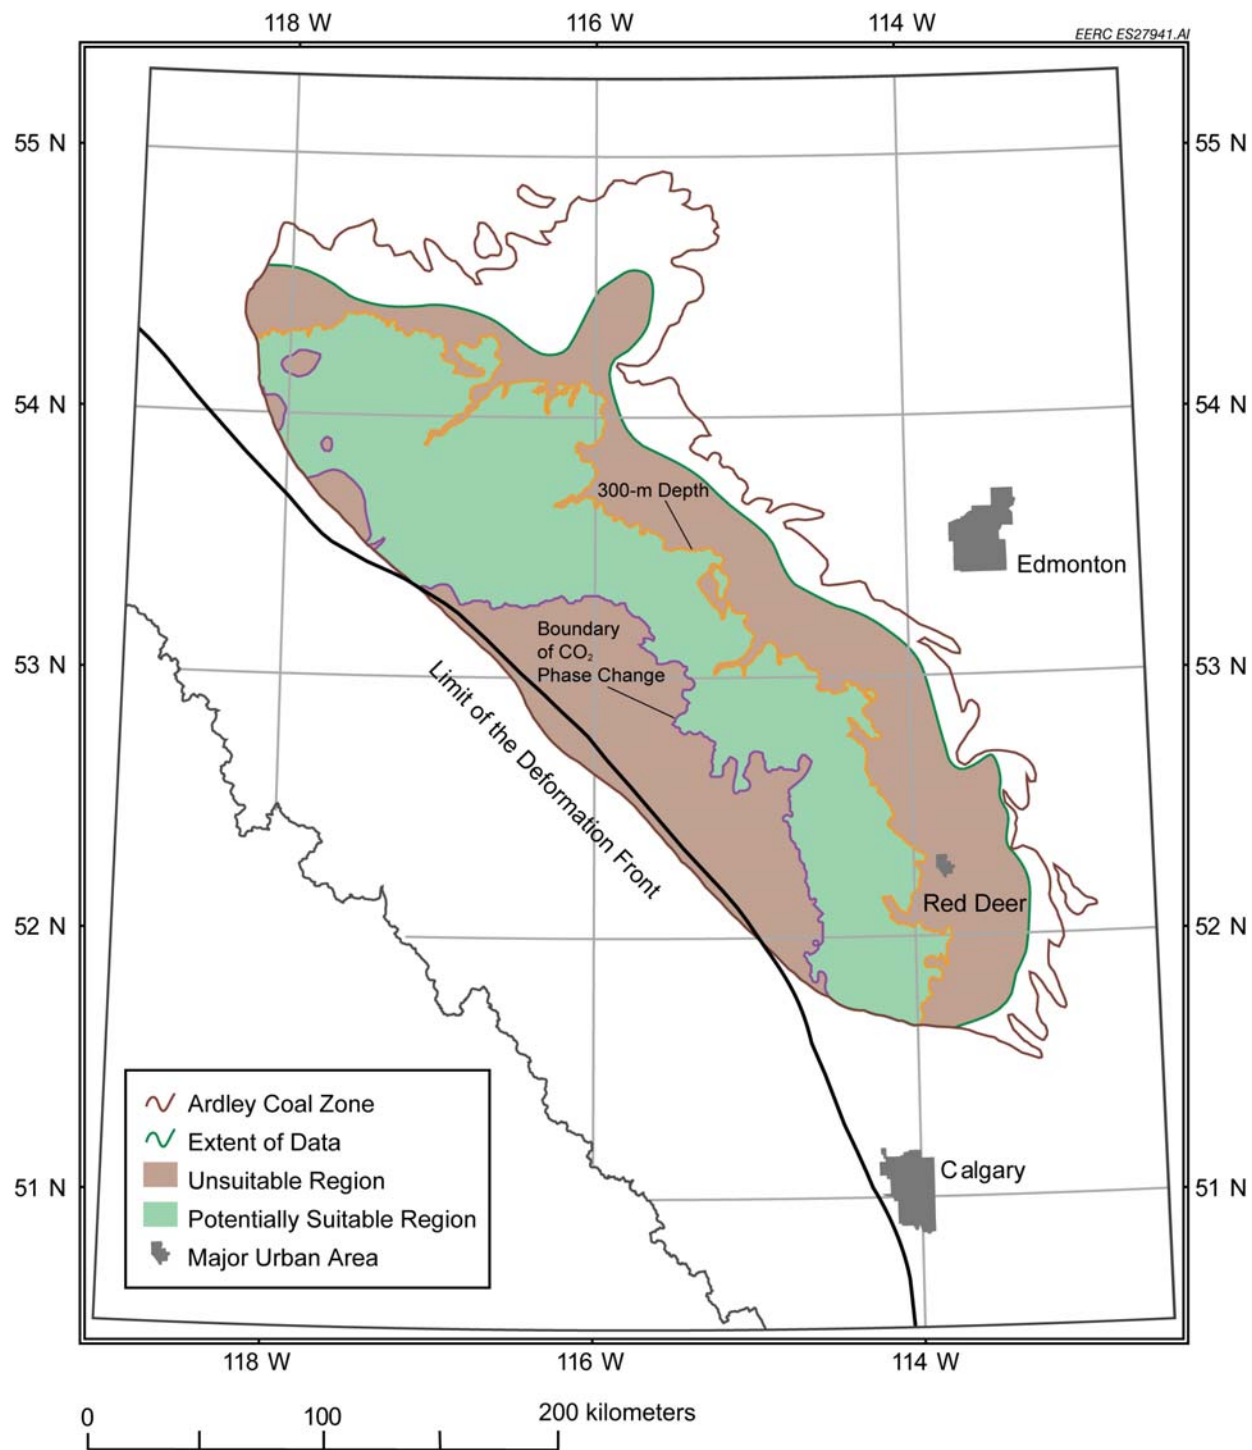 118 W
116 W
114 W
EERC ES27941.AI
55 N
55 N
54 N
54 N
300-m Depth
Edmonton
Boundary
of CO₂
Phase Change
53 N
53 N
Limit of the Deformation Front
Red Deer
52 N
52 N
Ardley Coal Zone
Extent of Data
Unsuitable Region
Potentially Suitable Region
Major Urban Area
Calgary
51 N
51 N
118 W
116 W
114 W
0
100
200 kilometers